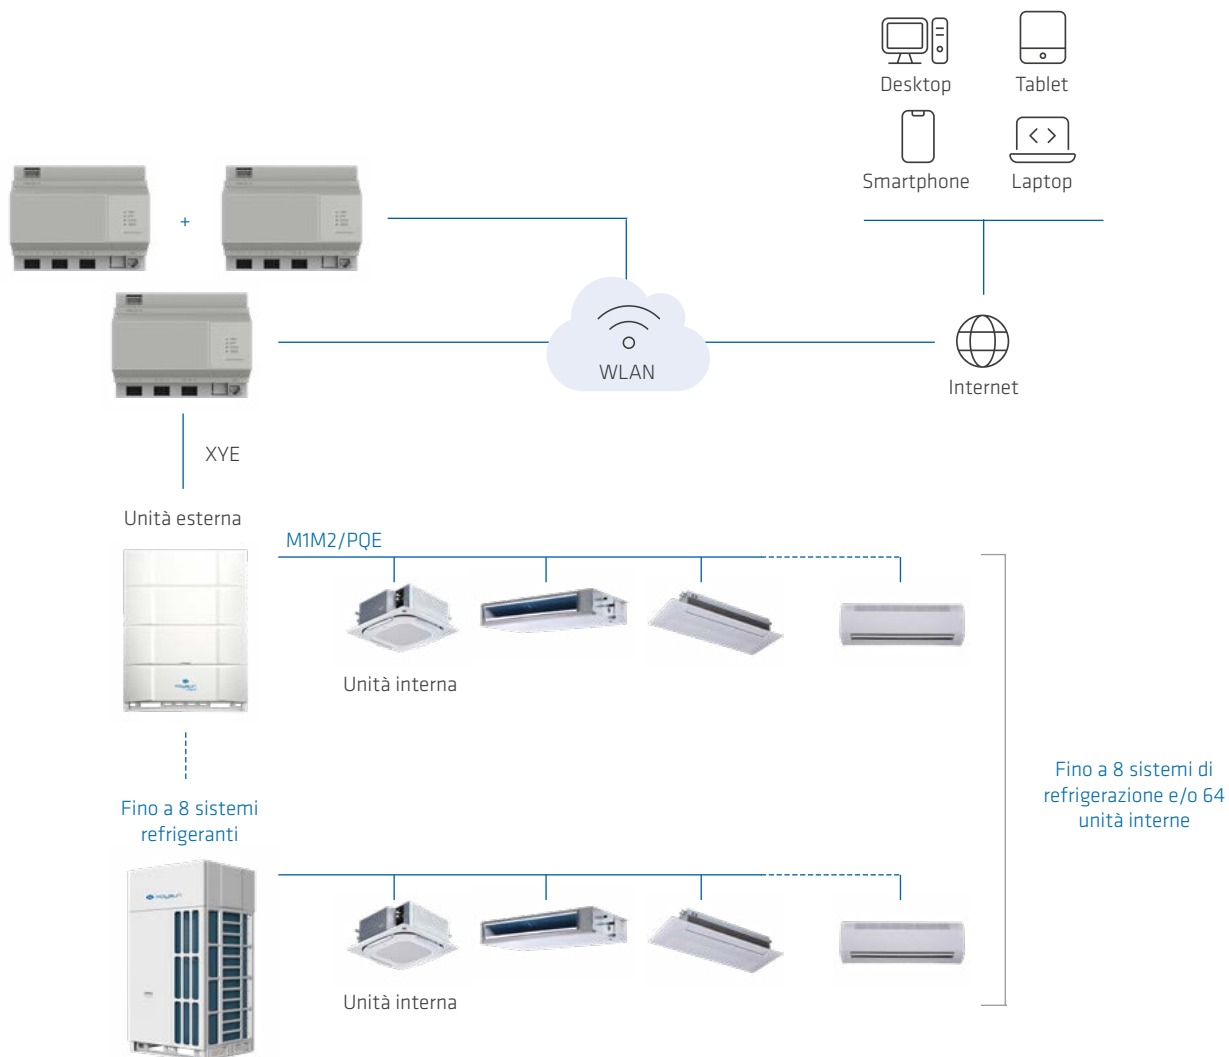 Desktop
Tablet
Smartphone
Laptop
+
WLAN
Internet
XYE
Unità esterna
M1M2/PQE
Unità interna
Fino a 8 sistemi
refrigeranti
Fino a 8 sistemi di
refrigerazione e/o 64
unità interne
kaysun
Unità interna